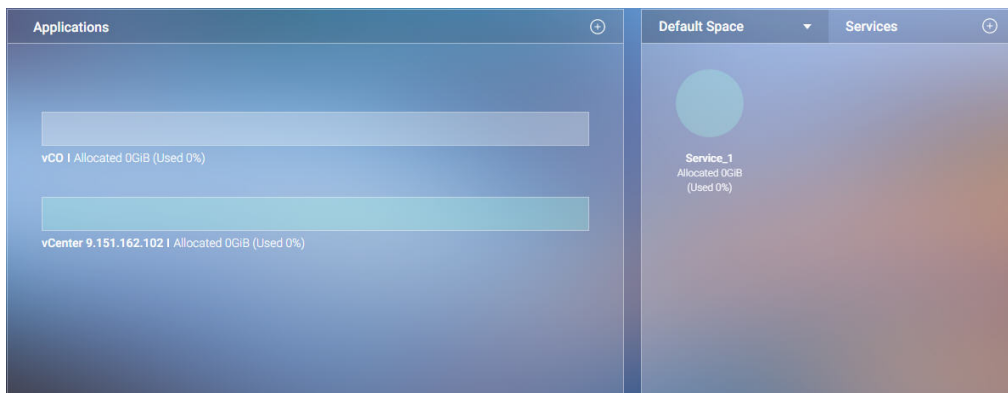 Applications
vCO I Allocated 0GiB (Used 0%)
vCenter 9.151.162.102 I Allocated 0GiB (Used 0%)
Default Space
Services
Service_1
Allocated 0GiB
(Used 0%)